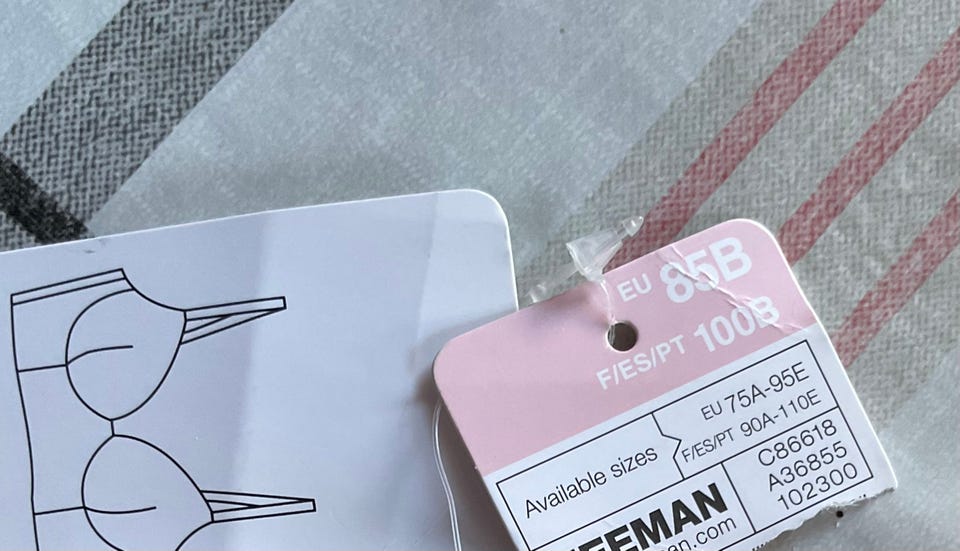 EU 85B
F/ES/PT 100B
Available sizes
EU 75A-95E
F/ES/PT 90A-110E
C86618
A36855
102300